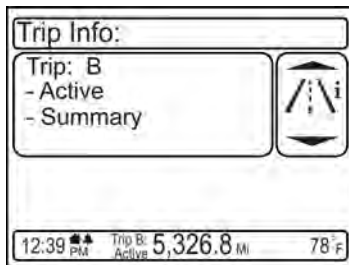 Trip Info:
Trip: B
- Active
- Summary
i
12:39 PM Trip B: Active 5,326.8 Mi 78°F